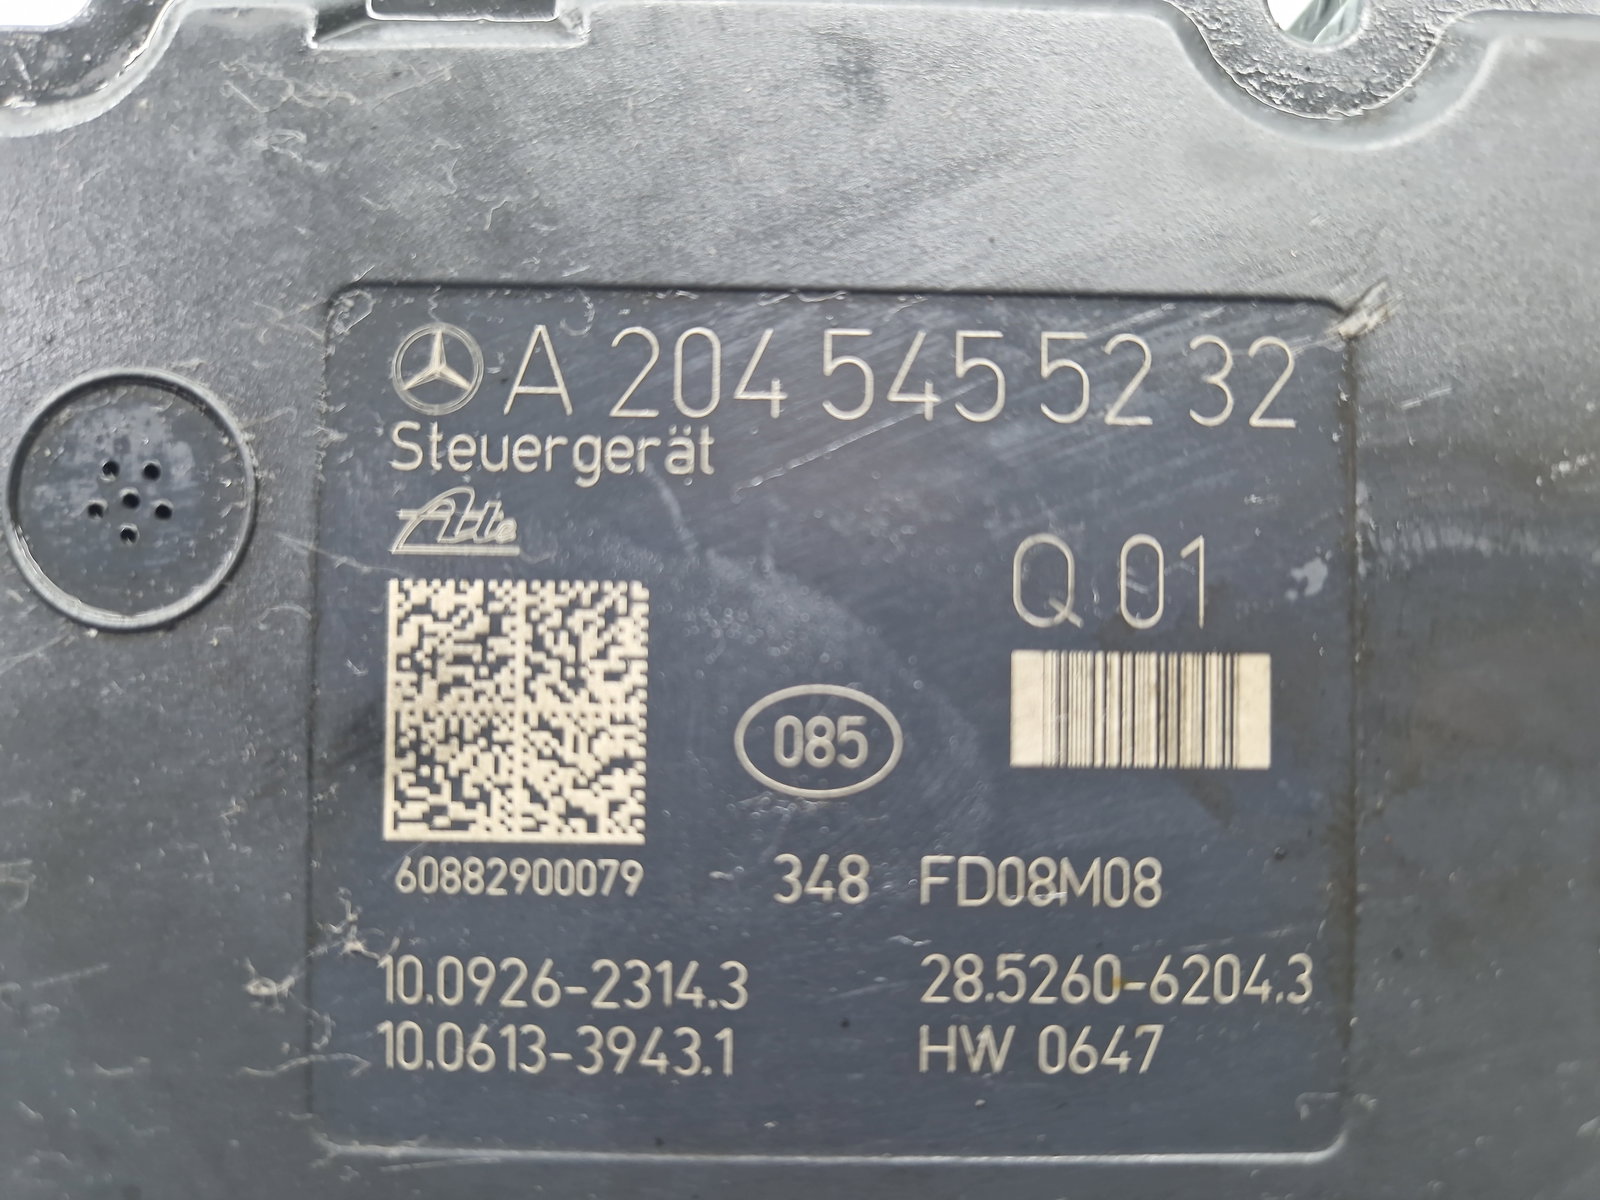 A 204 545 52 32
Steuergerät
Ate
Q 01
085
60882900079
348 FD08M08
10.0926-2314.3 28.5260-6204.3
10.0613-3943.1 HW 0647